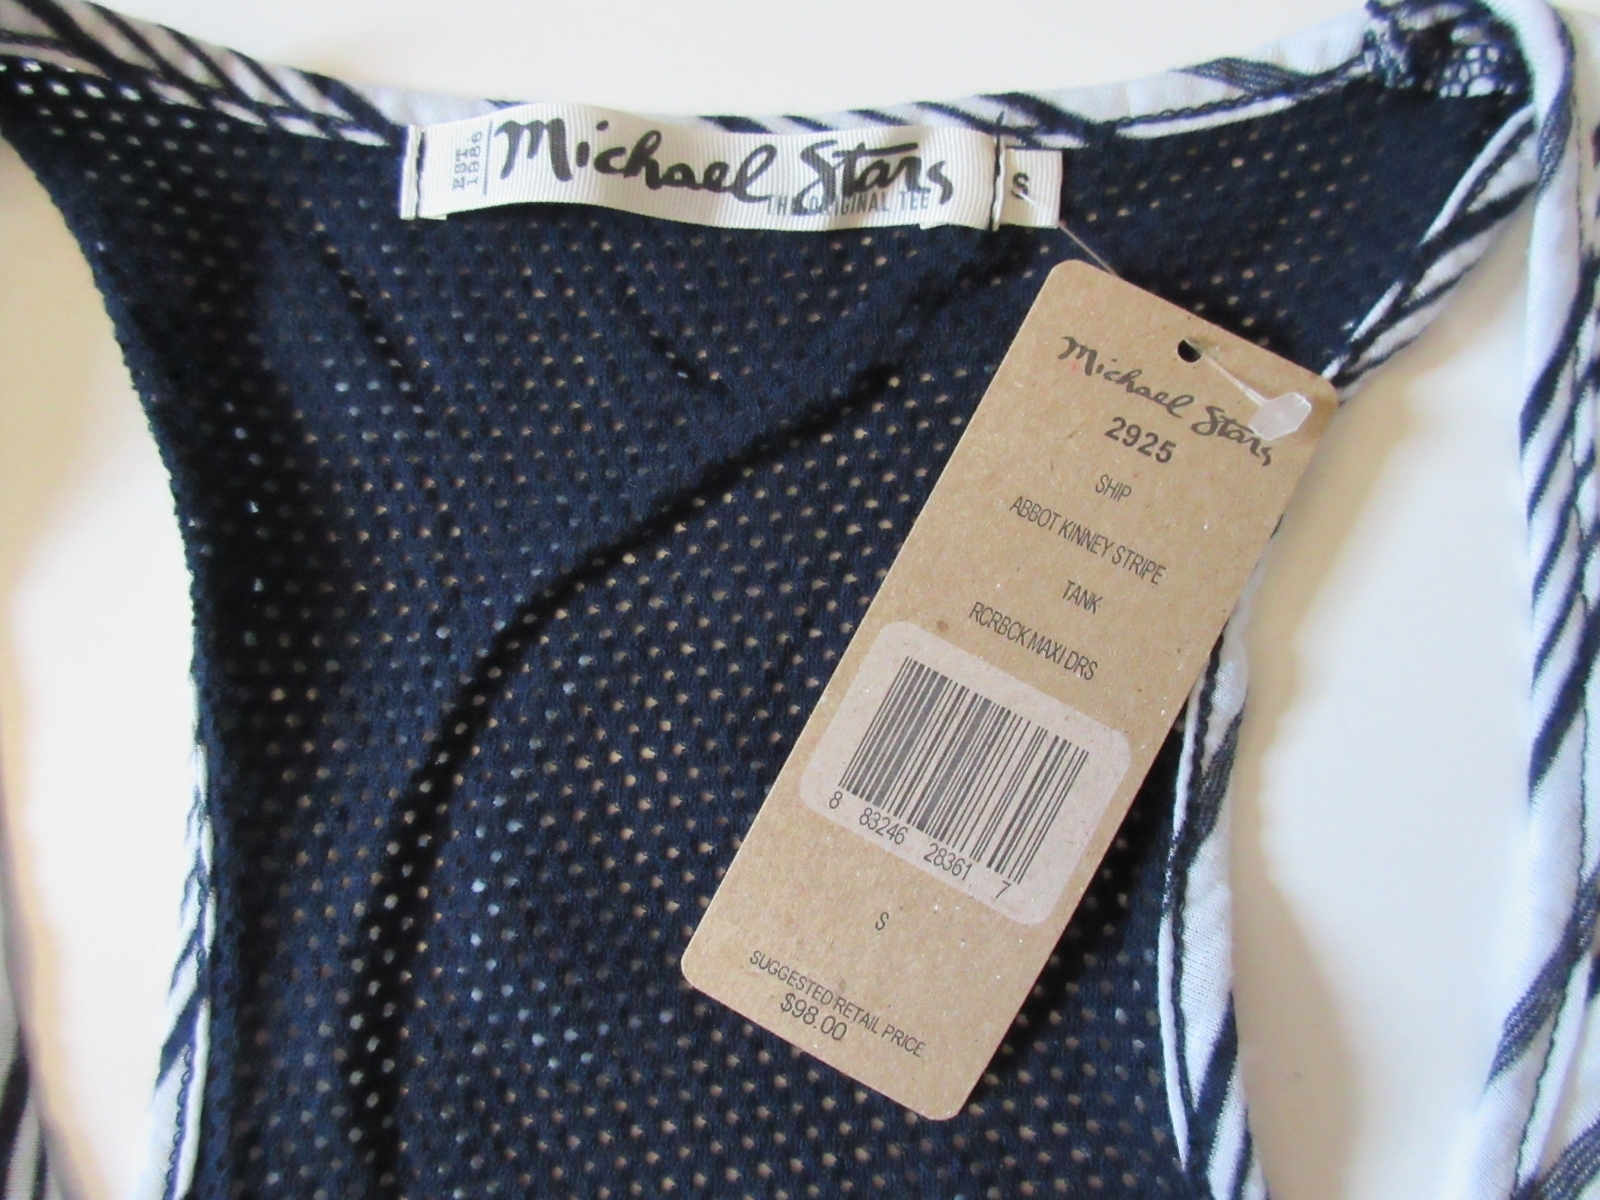 EST.
1986
Michael Stars
THE ORIGINAL TEE
S
Michael Stars
2925
SHIP
ABBOT KINNEY STRIPE
TANK
RCRBCK MAXI DRS
8 83246 28361 7
S
SUGGESTED RETAIL PRICE
$98.00